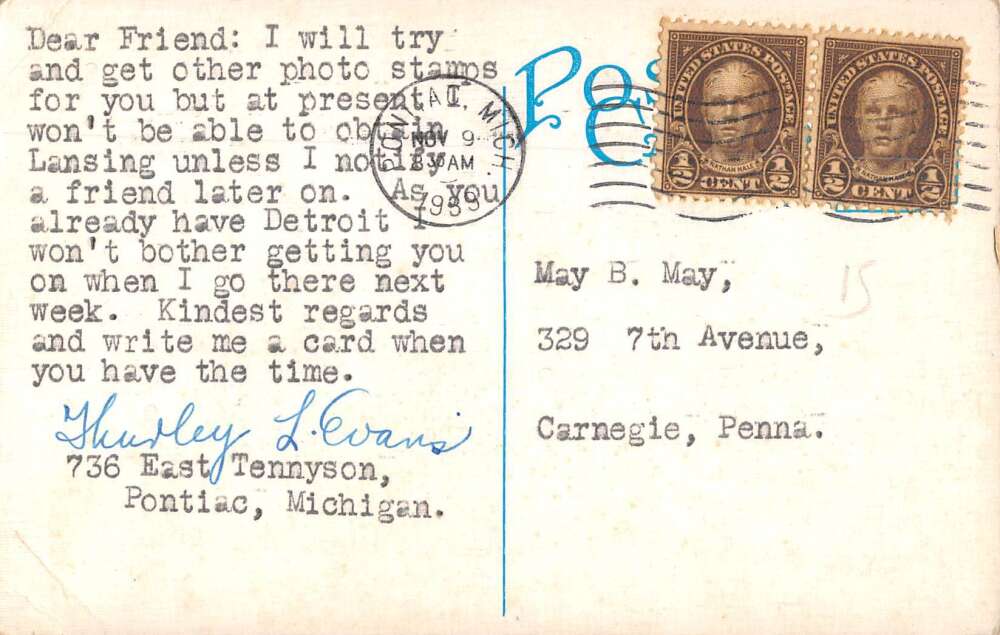 Dear Friend: I will try
and get other photo stamps
for you but at present I
won't be able to obtain
Lansing unless I notify
a friend later on. As you
already have Detroit I
won't bother getting you
on when I go there next
week. Kindest regards
and write me a card when
you have the time.
L. Evans
736 East Tennyson,
Pontiac, Michigan.
MICH.
NOV 9
AM
1939
UNITED STATES POSTAGE
NATHAN HALE
1/2 CENT 1/2
UNITED STATES POSTAGE
NATHAN HALE
1/2 CENT 1/2
15
May B. May,
329 7th Avenue,
Carnegie, Penna.